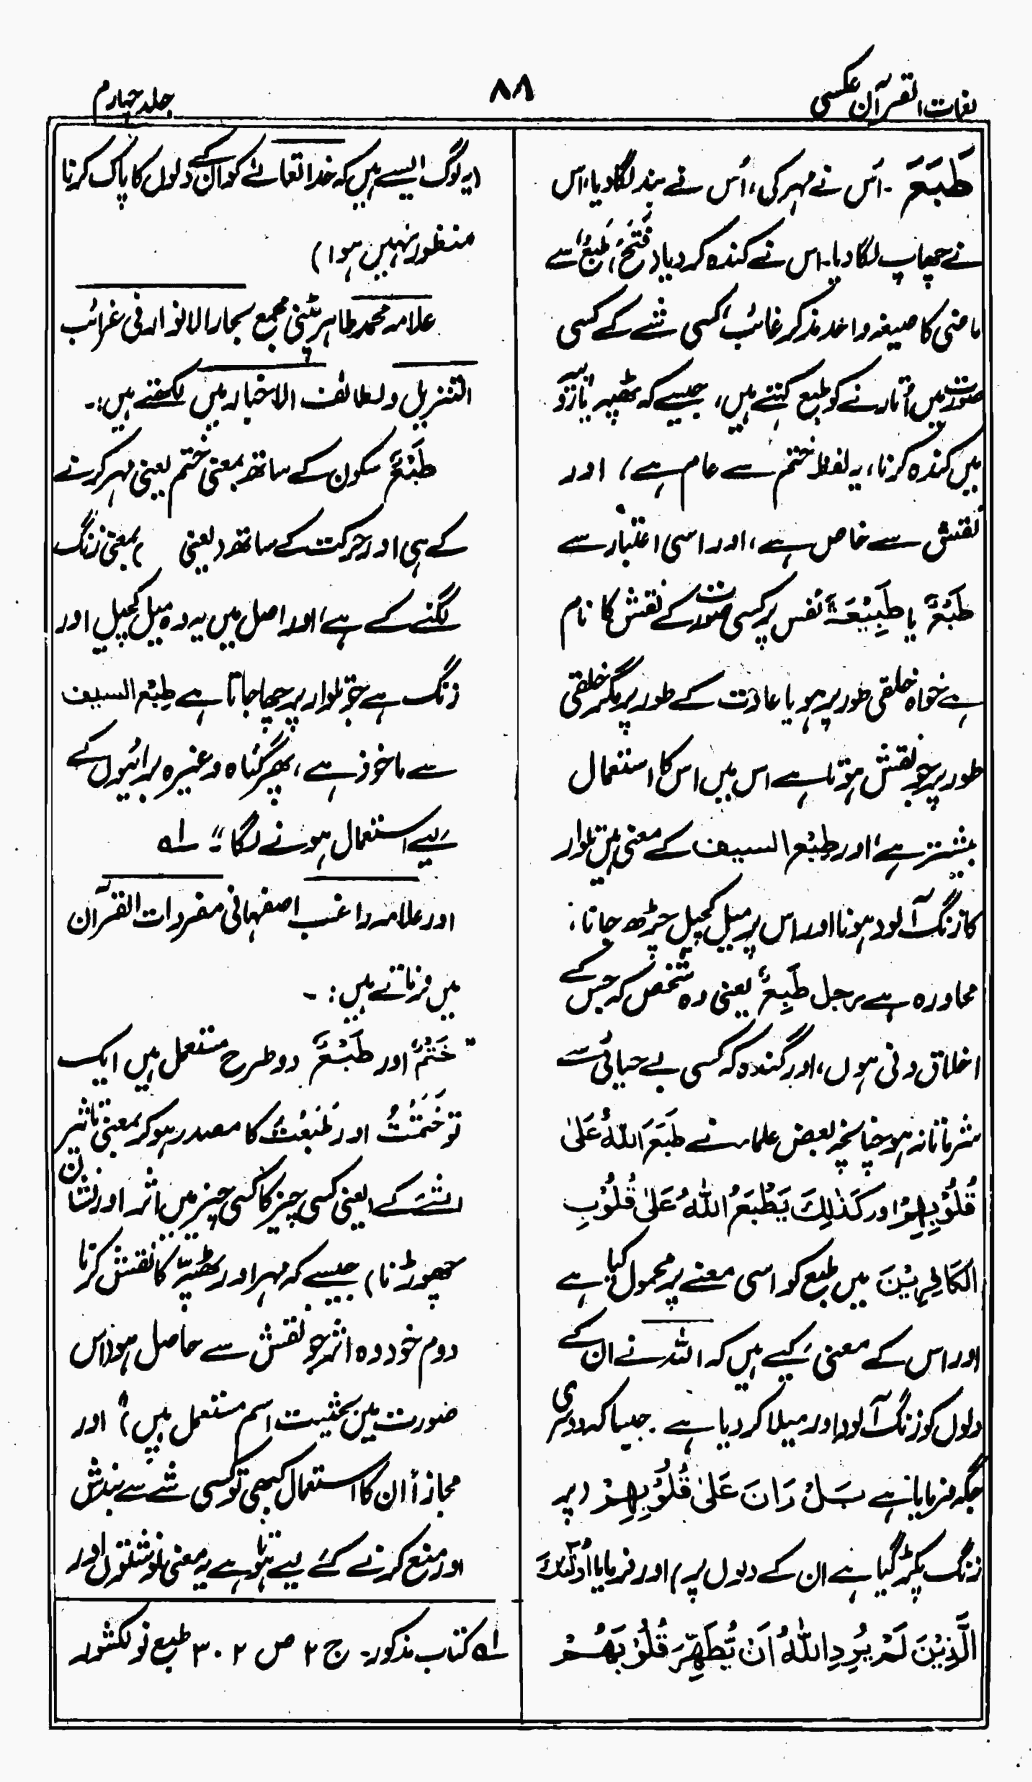 لغات القرآن عکسی
۸۸
جلد چہارم
طَبَعَ ۔ اُس نے مہر کی، اُس نے بند لگا دیا، اس
نے چھاپ لگا دیا۔ اس نے کندہ کر دیا (فَتَحَ) طَبْعٌ سے
ماضی کا صیغہ واحد مذکر غائب، کسی شئے کے کسی
صورت میں اُتارنے کو طبع کہتے ہیں، جیسے کہ ٹھپہ یا زر
میں کندہ کرنا، یہ لفظ ختم سے عام ہے، اور
نقش سے خاص ہے، اور اسی اعتبار سے
طَبْعٌ یا طَبِیْعَۃٌ نفس پر کسی صورت کے نقش کا نام
ہے خواہ خلقی طور پر ہو یا عادت کے طور پر مگر خلقی
طور پر جو نقش ہوتا ہے اس میں اس کا استعمال
بیشتر ہے، اور طبْع السیف کے معنی ہیں تلوار
کا زنگ آلود ہونا اور اس پر میل کچیل چڑھ جانا،
محاورہ ہے رجل طَبِعٌ یعنی وہ شخص کہ جس کے
اخلاق دنی ہوں، اور گندہ کہ کسی بے حیائی سے
شرماتا نہ ہو چنانچہ بعض علماء نے طَبَعَ اللّٰهُ عَلٰی
قُلُوْبِهِمْ اور کَذٰلِكَ یَطْبَعُ اللّٰهُ عَلٰی قُلُوْبِ
الْکَافِرِیْنَ میں طبع کو اسی معنے پر محمول کیا ہے
اور اس کے معنی کیے ہیں کہ اللہ نے ان کے
دلوں کو زنگ آلود اور میلا کر دیا ہے ۔ جیسا کہ دوسری
جگہ فرمایا ہے بَلْ رَانَ عَلٰی قُلُوْبِهِمْ (پر
زنگ پکڑ گیا ہے ان کے دلوں پر) اور فرمایا اُولٰٓئِكَ
الَّذِیْنَ لَمْ یُرِدِ اللّٰهُ اَنْ یُّطَهِّرَ قُلُوْبَهُمْ
(یہ لوگ ایسے ہیں کہ خدا تعالے کو ان کے دلوں کا پاک کرنا
منظور نہیں ہوا)
علامہ محمد طاہر پٹنی مجمع بحار الانوار فی غرائب
التنزیل و لطائف الاخبار میں لکھتے ہیں:۔
طَبْعٌ سکون کے ساتھ بمعنی ختم یعنی مہر کرنے
کے ہی اور حرکت کے ساتھ (یعنی ) بمعنی زنگ
لگنے کے ہے، اور اصل میں یہ وہ میل کچیل اور
زنگ ہے جو تلوار پر چھا جاتا ہے طبْع السیف
سے ماخوذ ہے، پھر گناہ وغیرہ برائیوں کے
لیے استعمال ہونے لگا ؎" لہ
اور علامہ راغب اصفہانی مفردات القرآن
میں فرماتے ہیں:۔
"خَتْمٌ اور طَبْعٌ دو طرح مستعمل ہیں ایک
تو خَتَمْتُ اور طَبَعْتُ کا مصدر ہو کر بمعنی تاثیر
الشئ کے (یعنی کسی چیز کا کسی چیز میں اثر اور نشان
چھوڑنا) جیسے کہ مہر اور ٹھپہ کا نقش کرنا
دوم خود وہ اثر جو نقش سے حاصل ہو (اس
صورت میں بحیثیت اسم مستعمل ہیں) اور
مجازاً ان کا استعمال کبھی تو کسی شے سے بندش
اور منع کرنے کے لیے ہوتا ہے یہ معنی نوشتوں اور
لہ کتاب مذکور۔ ج ۲ ص ۳۰۲ طبع نولکشور